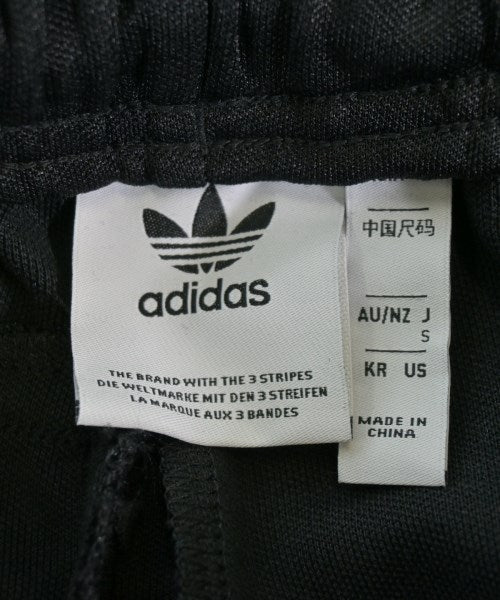 adidas
THE BRAND WITH THE 3 STRIPES
DIE WELTMARKE MIT DEN 3 STREIFEN
LA MARQUE AUX 3 BANDES
中国尺码
AU/NZ J
S
KR US
MADE IN
CHINA